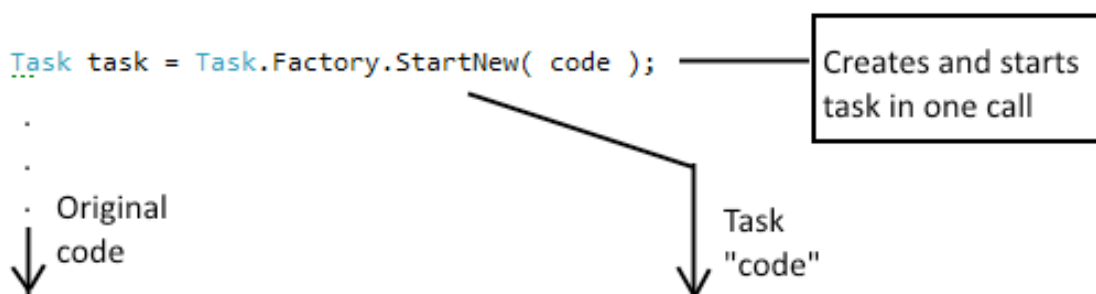 Task task = Task.Factory.StartNew( code );
Creates and starts
task in one call
.
.
.
Original
code
Task
"code"